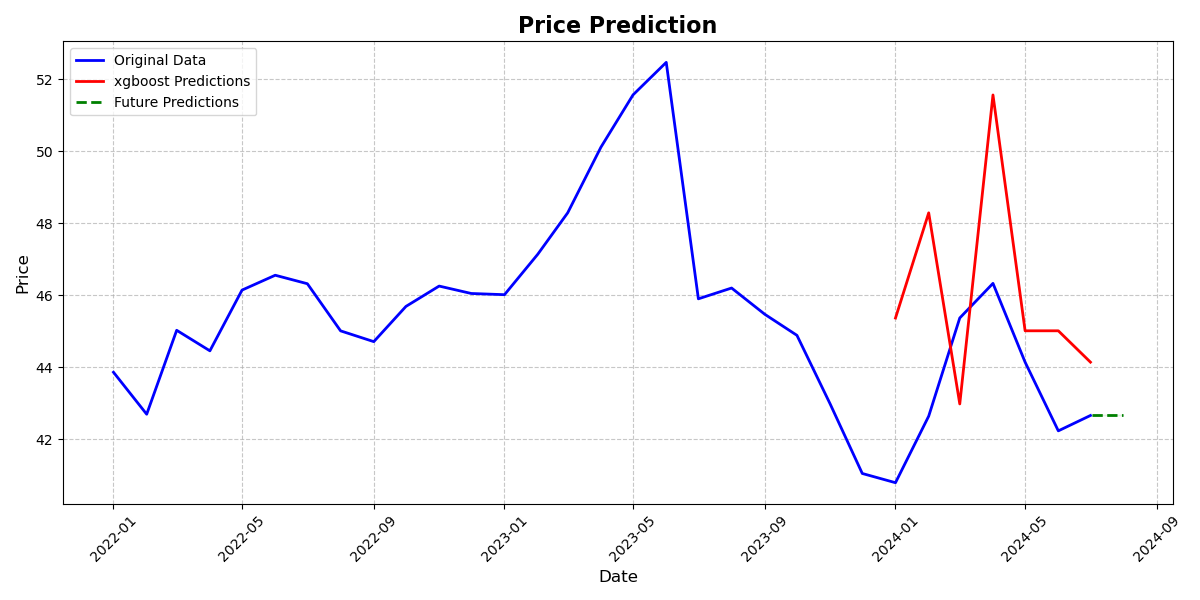 Price Prediction
Original Data
xgboost Predictions
Future Predictions
52
50
48
46
44
42
Price
2022-01
2022-05
2022-09
2023-01
2023-05
2023-09
2024-01
2024-05
2024-09
Date